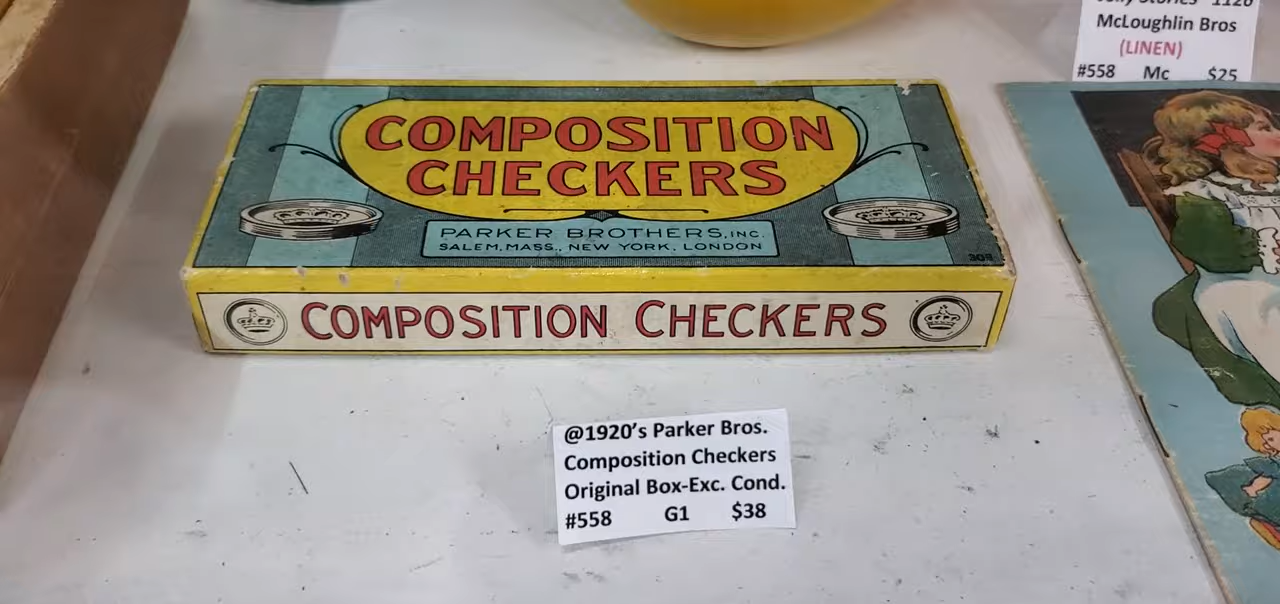 1126
McLoughlin Bros
(LINEN)
#558 Mc $25
COMPOSITION
CHECKERS
PARKER BROTHERS, INC.
SALEM, MASS., NEW YORK, LONDON
COMPOSITION CHECKERS
@1920's Parker Bros.
Composition Checkers
Original Box-Exc. Cond.
#558 G1 $38